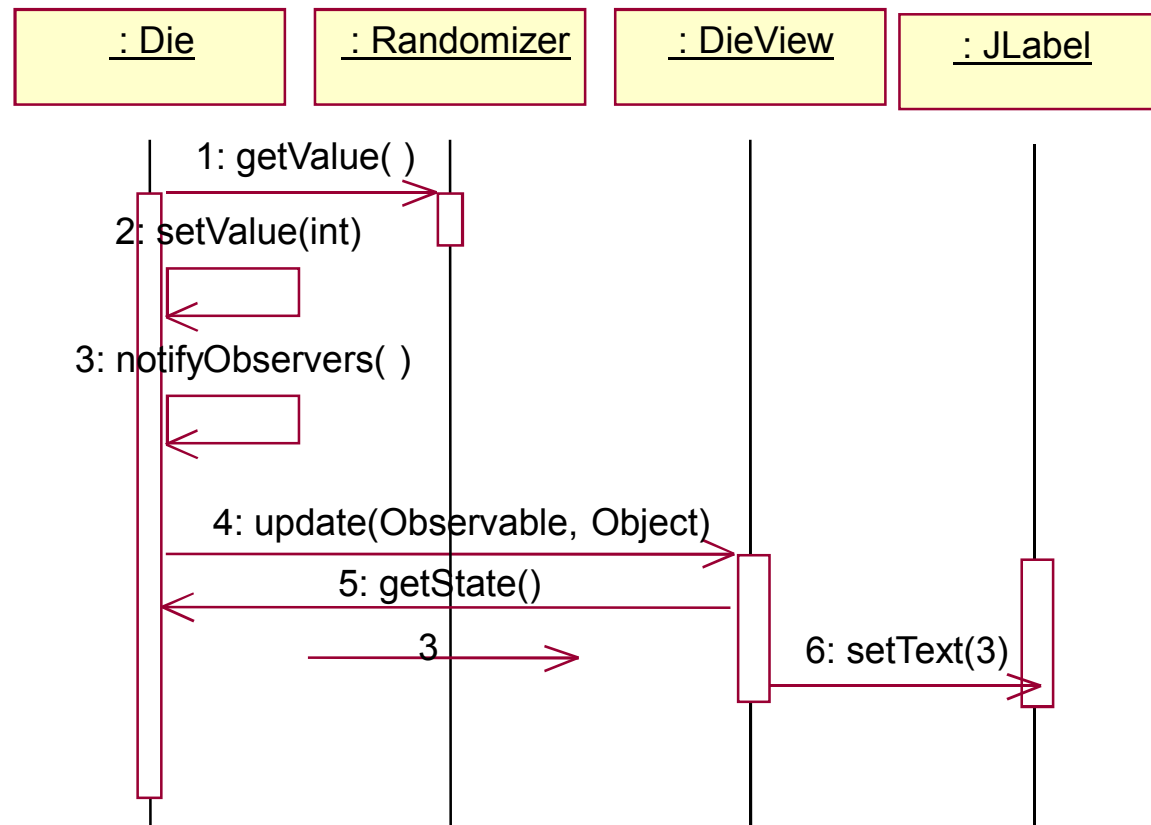 : Die
: Randomizer
: DieView
: JLabel
1: getValue( )
2: setValue(int)
3: notifyObservers( )
4: update(Observable, Object)
5: getState()
3
6: setText(3)